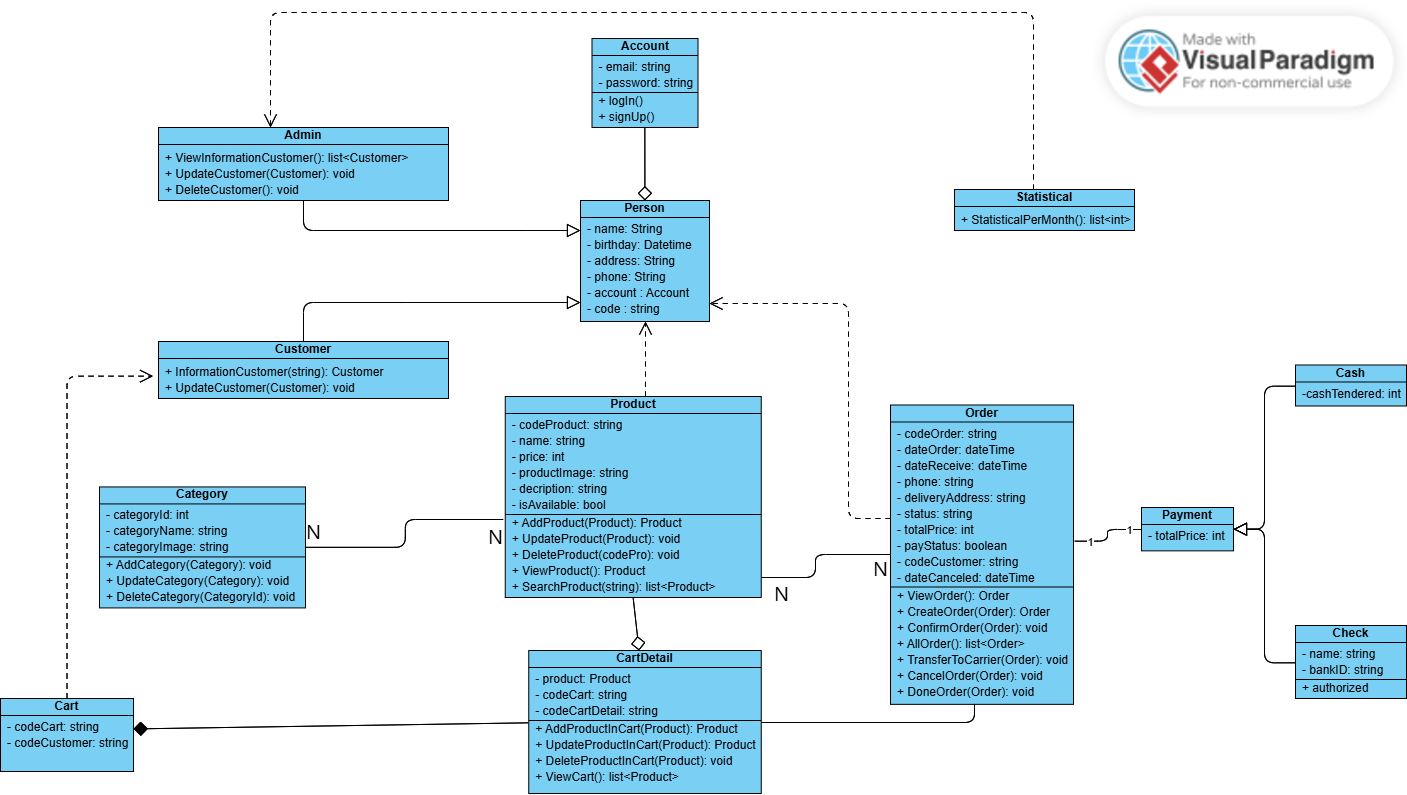 Made with
Visual Paradigm
For non-commercial use
Account
- email: string
- password: string
+ logIn()
+ signUp()
Admin
+ ViewInformationCustomer(): list<Customer>
+ UpdateCustomer(Customer): void
+ DeleteCustomer(): void
Statistical
+ StatisticalPerMonth(): list<int>
Person
- name: String
- birthday: Datetime
- address: String
- phone: String
- account : Account
- code : string
Customer
+ InformationCustomer(string): Customer
+ UpdateCustomer(Customer): void
Product
- codeProduct: string
- name: string
- price: int
- productImage: string
- decription: string
- isAvailable: bool
+ AddProduct(Product): Product
+ UpdateProduct(Product): void
+ DeleteProduct(codePro): void
+ ViewProduct(): Product
+ SearchProduct(string): list<Product>
Order
- codeOrder: string
- dateOrder: dateTime
- dateReceive: dateTime
- phone: string
- deliveryAddress: string
- status: string
- totalPrice: int
- payStatus: boolean
- codeCustomer: string
- dateCanceled: dateTime
+ ViewOrder(): Order
+ CreateOrder(Order): Order
+ ConfirmOrder(Order): void
+ AllOrder(): list<Order>
+ TransferToCarrier(Order): void
+ CancelOrder(Order): void
+ DoneOrder(Order): void
Cash
-cashTendered: int
Category
- categoryId: int
- categoryName: string
- categoryImage: string
+ AddCategory(Category): void
+ UpdateCategory(Category): void
+ DeleteCategory(CategoryId): void
N
N
N
N
1
1
Payment
- totalPrice: int
Check
- name: string
- bankID: string
+ authorized
CartDetail
- product: Product
- codeCart: string
- codeCartDetail: string
+ AddProductInCart(Product): Product
+ UpdateProductInCart(Product): Product
+ DeleteProductInCart(Product): void
+ ViewCart(): list<Product>
Cart
- codeCart: string
- codeCustomer: string